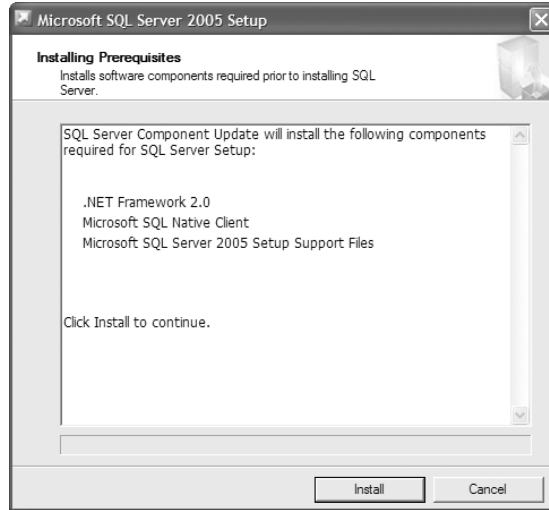 Microsoft SQL Server 2005 Setup
Installing Prerequisites
Installs software components required prior to installing SQL
Server.
SQL Server Component Update will install the following components
required for SQL Server Setup:
.NET Framework 2.0
Microsoft SQL Native Client
Microsoft SQL Server 2005 Setup Support Files
Click Install to continue.
Install
Cancel